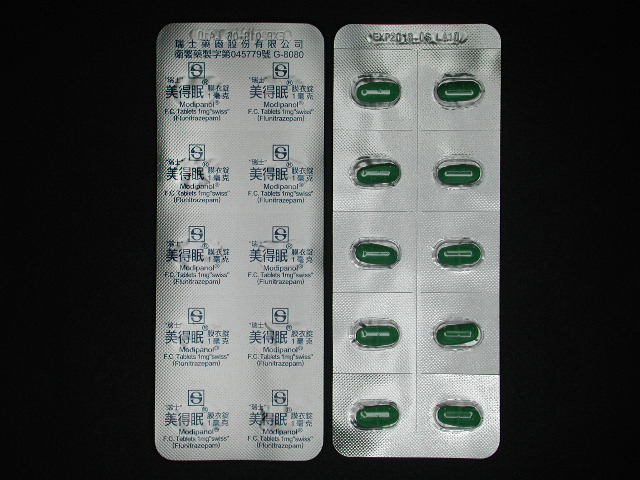 瑞士藥廠股份有限公司
衛署藥製字第045779號 G-8080
"瑞士" 美得眠® 膜衣錠 1毫克
Modipanol®
F.C. Tablets 1mg"swiss"
(Flunitrazepam)
"瑞士" 美得眠® 膜衣錠 1毫克
Modipanol®
F.C. Tablets 1mg"swiss"
(Flunitrazepam)
"瑞士" 美得眠® 膜衣錠 1毫克
Modipanol®
F.C. Tablets 1mg"swiss"
(Flunitrazepam)
"瑞士" 美得眠® 膜衣錠 1毫克
Modipanol®
F.C. Tablets 1mg"swiss"
(Flunitrazepam)
"瑞士" 美得眠® 膜衣錠 1毫克
Modipanol®
F.C. Tablets 1mg"swiss"
(Flunitrazepam)
"瑞士" 美得眠® 膜衣錠 1毫克
Modipanol®
F.C. Tablets 1mg"swiss"
(Flunitrazepam)
"瑞士" 美得眠® 膜衣錠 1毫克
Modipanol®
F.C. Tablets 1mg"swiss"
(Flunitrazepam)
"瑞士" 美得眠® 膜衣錠 1毫克
Modipanol®
F.C. Tablets 1mg"swiss"
(Flunitrazepam)
"瑞士" 美得眠® 膜衣錠 1毫克
Modipanol®
F.C. Tablets 1mg"swiss"
(Flunitrazepam)
"瑞士" 美得眠® 膜衣錠 1毫克
Modipanol®
F.C. Tablets 1mg"swiss"
(Flunitrazepam)
EXP2018-06